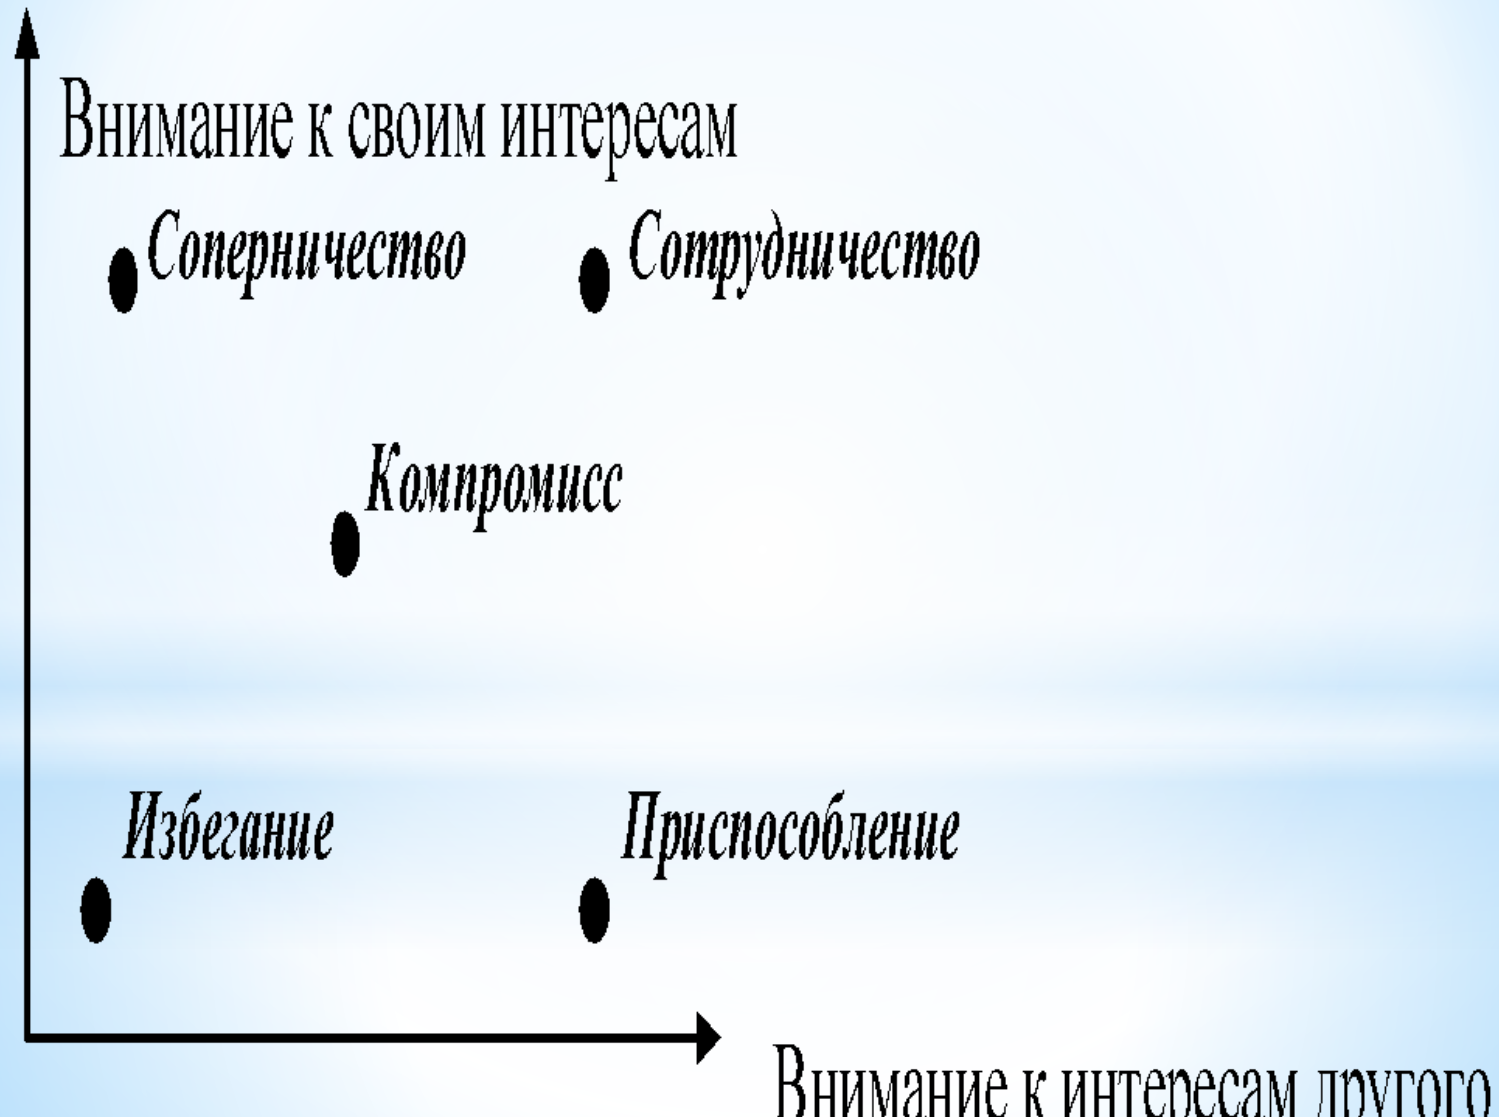 Внимание к своим интересам
Соперничество
Сотрудничество
Компромисс
Избегание
Приспособление
Внимание к интересам другого